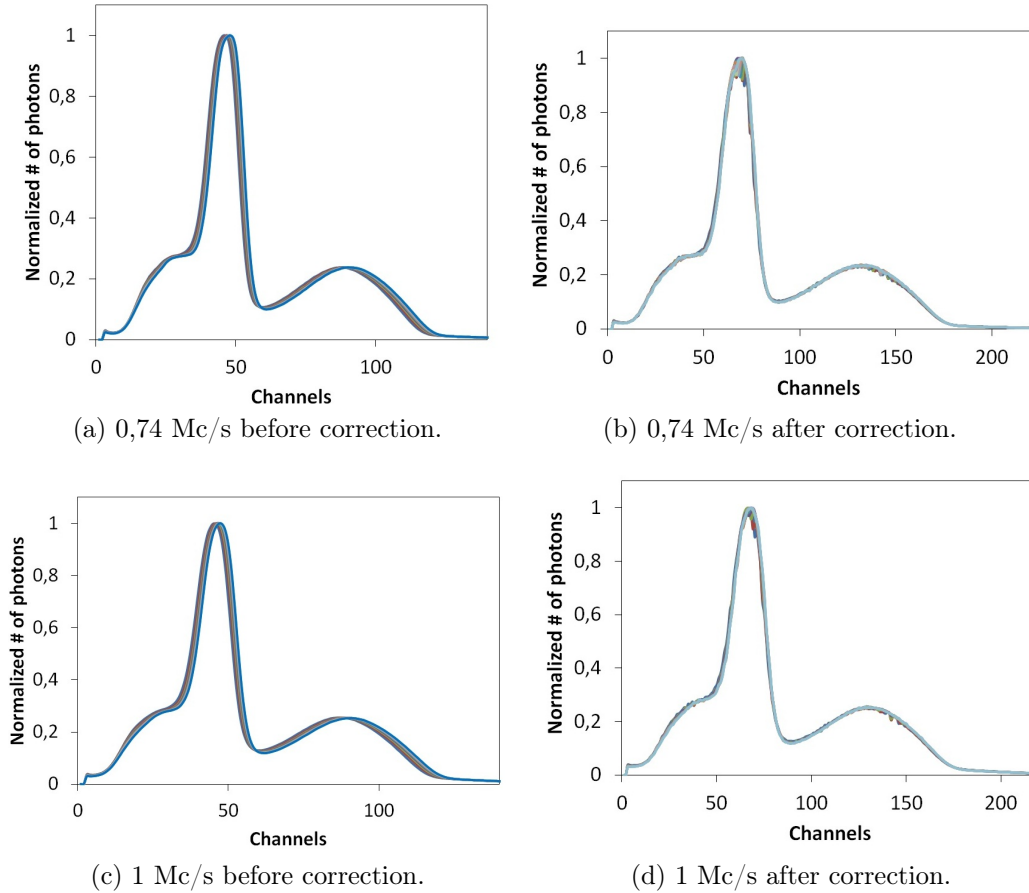 Normalized # of photons
1
0,8
0,6
0,4
0,2
0
0 50 100
Channels
(a) 0,74 Mc/s before correction.
Normalized # of photons
1
0,8
0,6
0,4
0,2
0
0 50 100 150 200
Channels
(b) 0,74 Mc/s after correction.
Normalized # of photons
1
0,8
0,6
0,4
0,2
0
0 50 100
Channels
(c) 1 Mc/s before correction.
Normalized # of photons
1
0,8
0,6
0,4
0,2
0
0 50 100 150 200
Channels
(d) 1 Mc/s after correction.